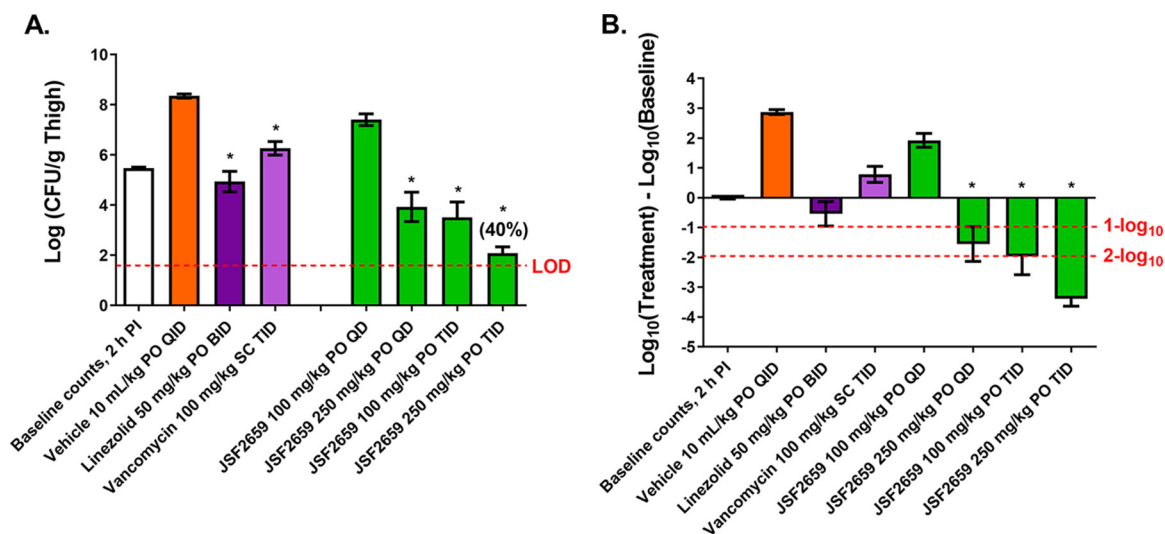 A.
Log (CFU/g Thigh)
10
8
6
4
2
0
*
*
*
*
*
(40%)
LOD
Baseline counts, 2 h PI
Vehicle 10 mL/kg PO QID
Linezolid 50 mg/kg PO BID
Vancomycin 100 mg/kg SC TID
JSF2659 100 mg/kg PO QD
JSF2659 250 mg/kg PO QD
JSF2659 100 mg/kg PO TID
JSF2659 250 mg/kg PO TID
B.
Log10(Treatment) - Log10(Baseline)
4
3
2
1
0
-1
-2
-3
-4
-5
*
*
*
1-log10
2-log10
Baseline counts, 2 h PI
Vehicle 10 mL/kg PO QID
Linezolid 50 mg/kg PO BID
Vancomycin 100 mg/kg SC TID
JSF2659 100 mg/kg PO QD
JSF2659 250 mg/kg PO QD
JSF2659 100 mg/kg PO TID
JSF2659 250 mg/kg PO TID